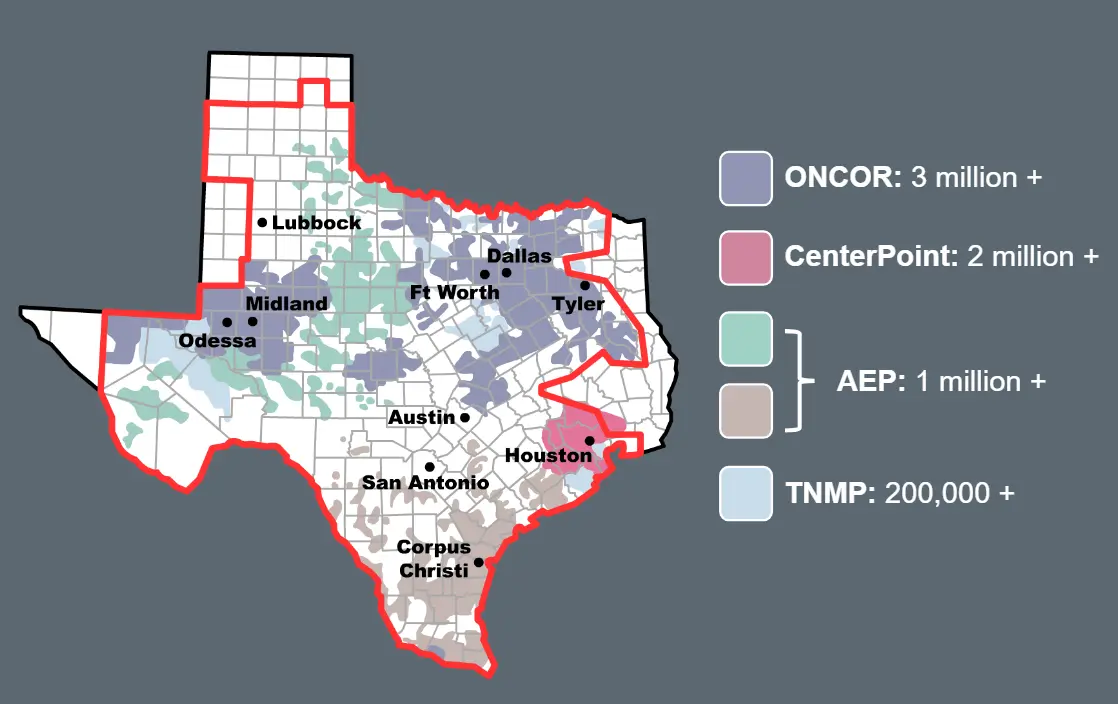 Lubbock
Dallas
Ft Worth
Midland
Tyler
Odessa
Austin
Houston
San Antonio
Corpus
Christi
ONCOR: 3 million +
CenterPoint: 2 million +
AEP: 1 million +
TNMP: 200,000 +